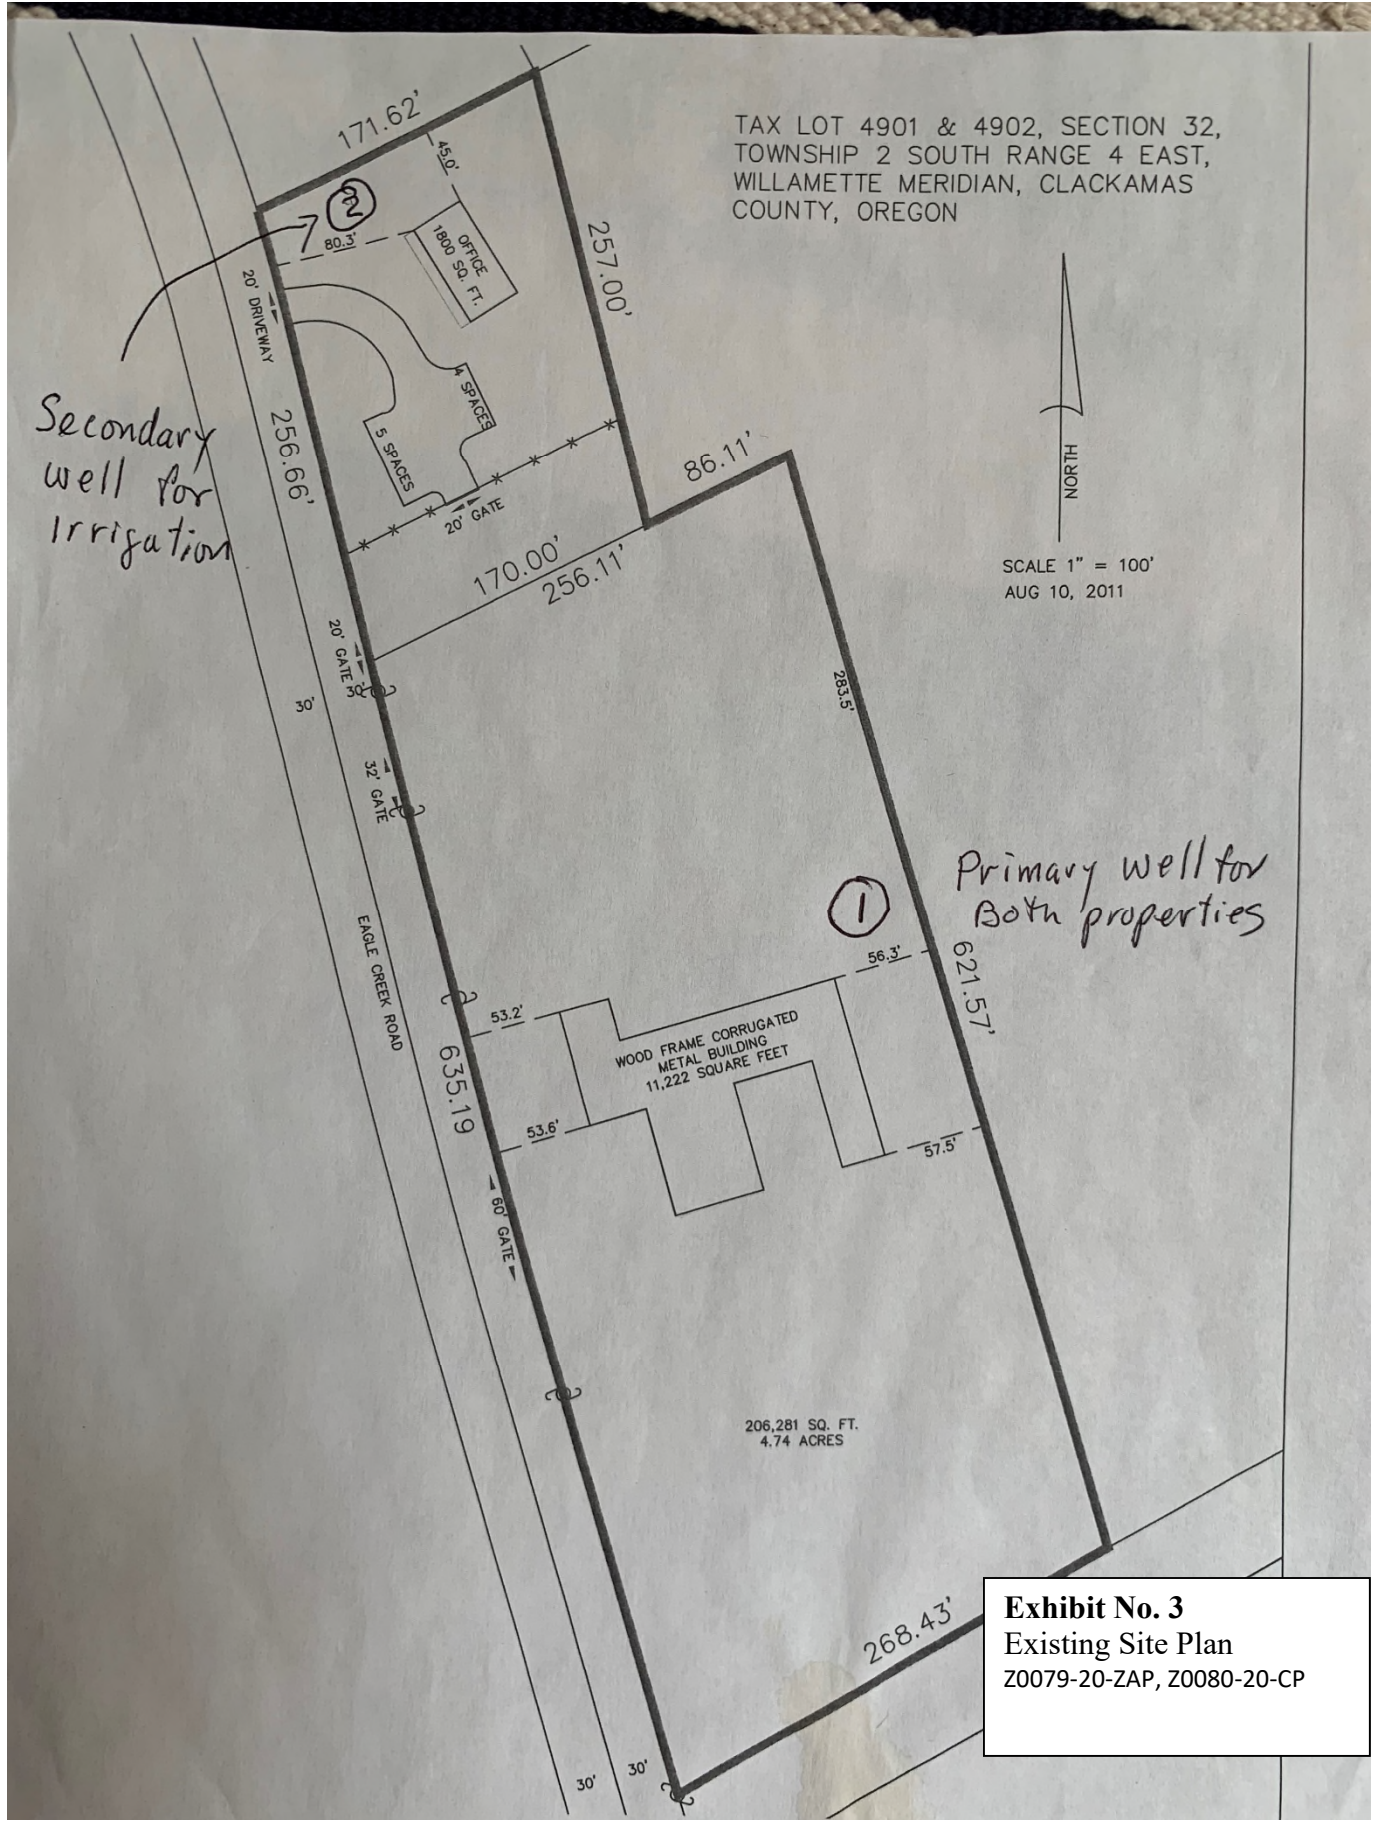 TAX LOT 4901 & 4902, SECTION 32,
TOWNSHIP 2 SOUTH RANGE 4 EAST,
WILLAMETTE MERIDIAN, CLACKAMAS
COUNTY, OREGON
171.62'
45.0'
2
80.3'
OFFICE
1800 SQ. FT.
257.00'
20' DRIVEWAY
Secondary
well for
Irrigation
256.66'
4 SPACES
5 SPACES
20' GATE
86.11'
NORTH
SCALE 1" = 100'
AUG 10, 2011
170.00'
256.11'
20' GATE
30'
30'
283.5'
32' GATE
Primary well for
Both properties
1
EAGLE CREEK ROAD
56.3'
621.57'
53.2'
WOOD FRAME CORRUGATED
METAL BUILDING
11,222 SQUARE FEET
635.19
53.6'
57.5'
60' GATE
206,281 SQ. FT.
4.74 ACRES
268.43'
30'
30'
Exhibit No. 3
Existing Site Plan
Z0079-20-ZAP, Z0080-20-CP